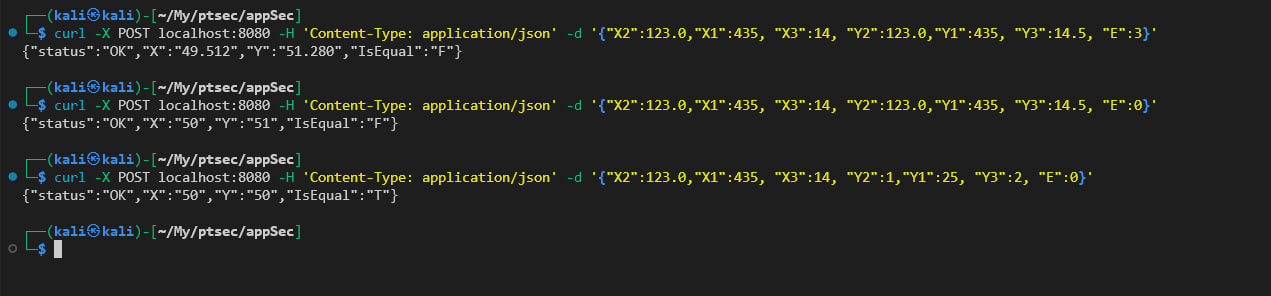 ┌──(kali㉿kali)-[~/My/ptsec/appSec]
└─$ curl -X POST localhost:8080 -H 'Content-Type: application/json' -d '{"X2":123.0,"X1":435, "X3":14, "Y2":123.0,"Y1":435, "Y3":14.5, "E":3}'
{"status":"OK","X":"49.512","Y":"51.280","IsEqual":"F"}
┌──(kali㉿kali)-[~/My/ptsec/appSec]
└─$ curl -X POST localhost:8080 -H 'Content-Type: application/json' -d '{"X2":123.0,"X1":435, "X3":14, "Y2":123.0,"Y1":435, "Y3":14.5, "E":0}'
{"status":"OK","X":"50","Y":"51","IsEqual":"F"}
┌──(kali㉿kali)-[~/My/ptsec/appSec]
└─$ curl -X POST localhost:8080 -H 'Content-Type: application/json' -d '{"X2":123.0,"X1":435, "X3":14, "Y2":1,"Y1":25, "Y3":2, "E":0}'
{"status":"OK","X":"50","Y":"50","IsEqual":"T"}
┌──(kali㉿kali)-[~/My/ptsec/appSec]
└─$